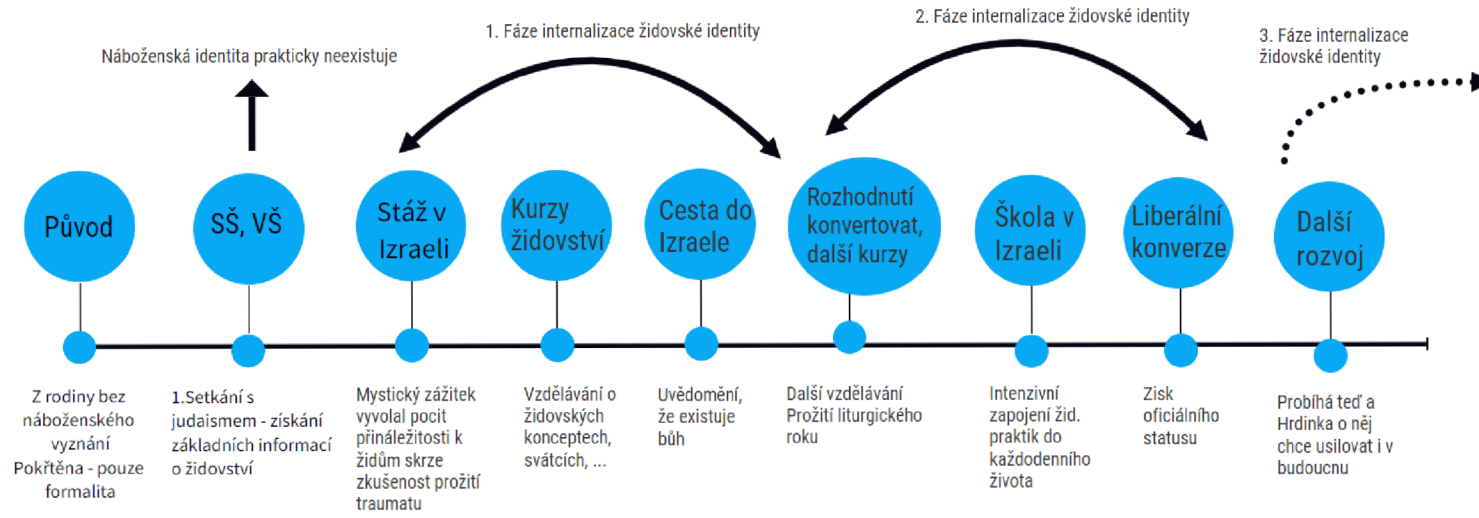 Náboženská identita prakticky neexistuje
1. Fáze internalizace židovské identity
2. Fáze internalizace židovské identity
3. Fáze internalizace
židovské identity
Původ
SŠ, VŠ
Stáž v
Izraeli
Kurzy
židovství
Cesta do
Izraele
Rozhodnutí
konvertovat,
další kurzy
Škola v
Izraeli
Liberální
konverze
Další
rozvoj
Z rodiny bez
náboženského
vyznání
Pokřtěna - pouze
formalita
1.Setkání s
judaismem - získání
základních informací
o židovství
Mystický zážitek
vyvolal pocit
přináležitosti k
židům skrze
zkušenost prožití
traumatu
Vzdělávání o
židovských
konceptech,
svátcích, ...
Uvědomění,
že existuje
bůh
Další vzdělávání
Prožití liturgického
roku
Intenzivní
zapojení žid.
praktik do
každodenního
života
Zisk
oficiálního
statusu
Probíhá teď a
Hrdinka o něj
chce usilovat i v
budoucnu